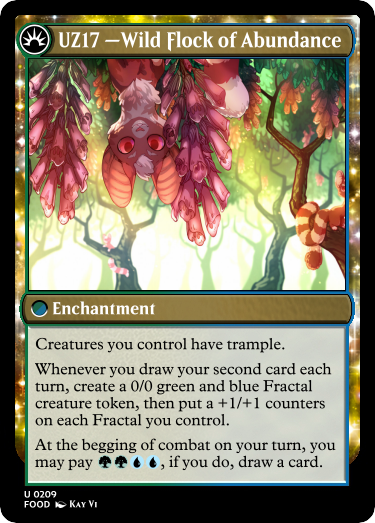 UZ17 —Wild Flock of Abundance
Enchantment
Creatures you control have trample.
Whenever you draw your second card each
turn, create a 0/0 green and blue Fractal
creature token, then put a +1/+1 counters
on each Fractal you control.
At the begging of combat on your turn, you
may pay , if you do, draw a card.
U 0209
FOOD Kay Vi